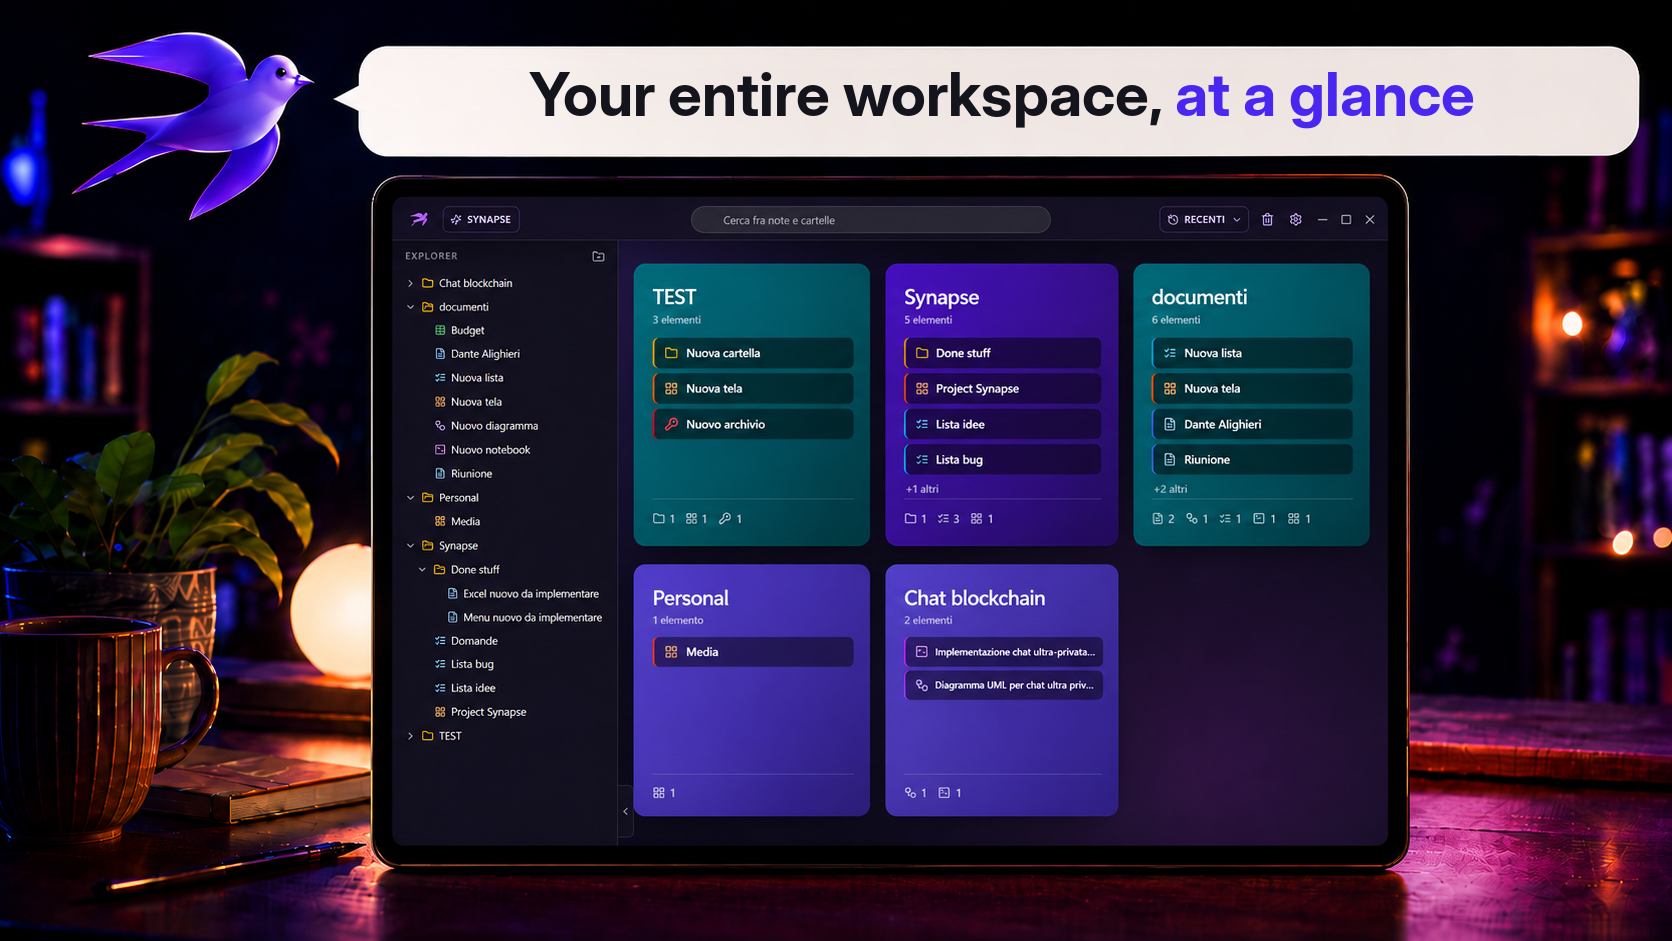 Your entire workspace, at a glance
SYNAPSE
Cerca fra note e cartelle
RECENTI
EXPLORER
Chat blockchain
documenti
Budget
Dante Alighieri
Nuova lista
Nuova tela
Nuovo diagramma
Nuovo notebook
Riunione
Personal
Media
Synapse
Done stuff
Excel nuovo da implementare
Menu nuovo da implementare
Domande
Lista bug
Lista idee
Project Synapse
TEST
TEST
3 elementi
Nuova cartella
Nuova tela
Nuovo archivio
1 1 1
Synapse
5 elementi
Done stuff
Project Synapse
Lista idee
Lista bug
+1 altri
1 3 1
documenti
6 elementi
Nuova lista
Nuova tela
Dante Alighieri
Riunione
+2 altri
2 1 1 1 1
Personal
1 elemento
Media
1
Chat blockchain
2 elementi
Implementazione chat ultra-privata...
Diagramma UML per chat ultra priv...
1 1